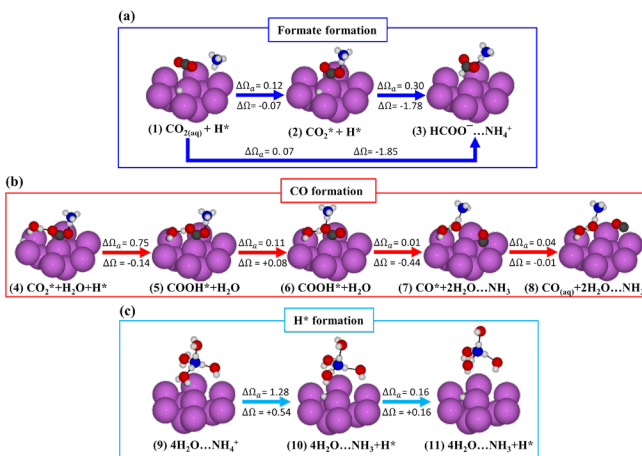 (a)
Formate formation
ΔΩₐ= 0.12
ΔΩ= -0.07
ΔΩₐ= 0.30
ΔΩ= -1.78
(1) CO₂₍ₐq₎ + H*
(2) CO₂* + H*
(3) HCOO⁻…NH₄⁺
ΔΩₐ= 0.07 ΔΩ= -1.85
(b)
CO formation
ΔΩₐ= 0.75
ΔΩ = -0.14
ΔΩₐ= 0.11
ΔΩ= +0.08
ΔΩₐ= 0.01
ΔΩ= -0.44
ΔΩₐ= 0.04
ΔΩ= -0.01
(4) CO₂*+H₂O+H*
(5) COOH*+H₂O
(6) COOH*+H₂O
(7) CO*+2H₂O…NH₃
(8) CO₍ₐq₎+2H₂O…NH₃
(c)
H* formation
ΔΩₐ= 1.28
ΔΩ = +0.54
ΔΩₐ= 0.16
ΔΩ= +0.16
(9) 4H₂O…NH₄⁺
(10) 4H₂O…NH₃+H*
(11) 4H₂O…NH₃+H*